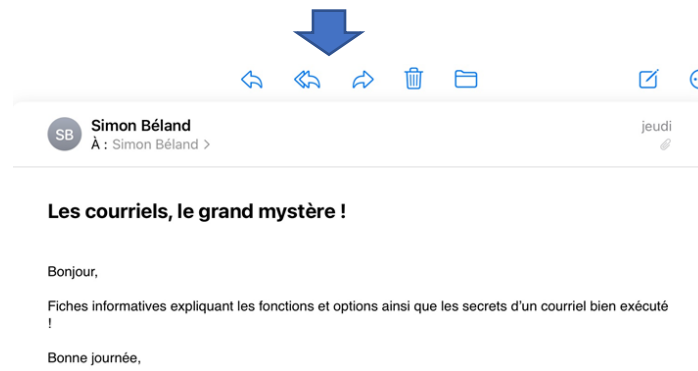 SB
Simon Béland
À : Simon Béland >
jeudi
Les courriels, le grand mystère !
Bonjour,
Fiches informatives expliquant les fonctions et options ainsi que les secrets d’un courriel bien exécuté
!
Bonne journée,